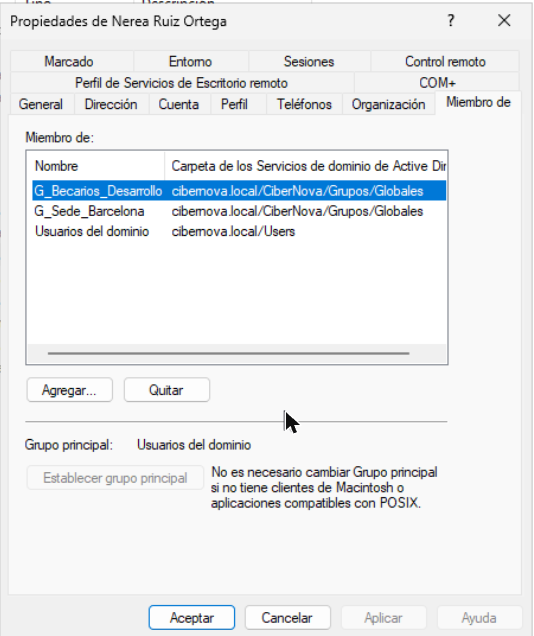 Propiedades de Nerea Ruiz Ortega ? ×
Marcado Entorno Sesiones Control remoto
Perfil de Servicios de Escritorio remoto COM+
General Dirección Cuenta Perfil Teléfonos Organización Miembro de
Miembro de:
Nombre Carpeta de los Servicios de dominio de Active Dir
G_Becarios_Desarrollo cibernova.local/CiberNova/Grupos/Globales
G_Sede_Barcelona cibernova.local/CiberNova/Grupos/Globales
Usuarios del dominio cibernova.local/Users
Agregar... Quitar
Grupo principal: Usuarios del dominio
Establecer grupo principal
No es necesario cambiar Grupo principal
si no tiene clientes de Macintosh o
aplicaciones compatibles con POSIX.
Aceptar Cancelar Aplicar Ayuda